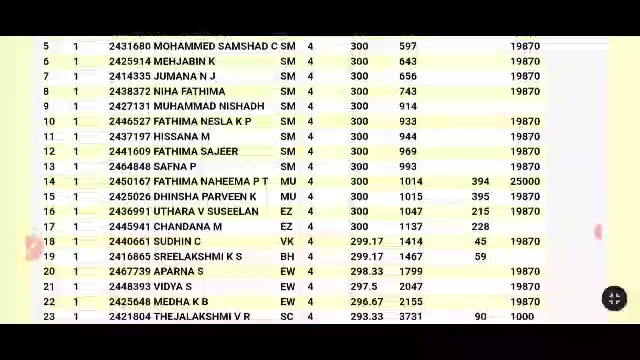 5 1 2431680 MOHAMMED SAMSHAD C SM 4 300 597 19870
6 1 2425914 MEHJABIN K SM 4 300 643 19870
7 1 2414335 JUMANA N J SM 4 300 656 19870
8 1 2438372 NIHA FATHIMA SM 4 300 743 19870
9 1 2427131 MUHAMMAD NISHADH SM 4 300 914
10 1 2446527 FATHIMA NESLA K P SM 4 300 933 19870
11 1 2437197 HISSANA M SM 4 300 944 19870
12 1 2441609 FATHIMA SAJEER SM 4 300 969 19870
13 1 2464848 SAFNA P SM 4 300 993 19870
14 1 2450167 FATHIMA NAHEEMA P T MU 4 300 1014 394 25000
15 1 2425026 DHINSHA PARVEEN K MU 4 300 1015 395 19870
16 1 2436991 UTHARA V SUSEELAN EZ 4 300 1047 215 19870
17 1 2445941 CHANDANA M EZ 4 300 1137 228
18 1 2440661 SUDHIN C VK 4 299.17 1414 45 19870
19 1 2416865 SREELAKSHMI K S BH 4 299.17 1467 59
20 1 2467739 APARNA S EW 4 298.33 1799 19870
21 1 2448393 VIDYA S EW 4 297.5 2047 19870
22 1 2425648 MEDHA K B EW 4 296.67 2155 19870
23 1 2421804 THEJALAKSHMI V R SC 4 293.33 3731 90 1000